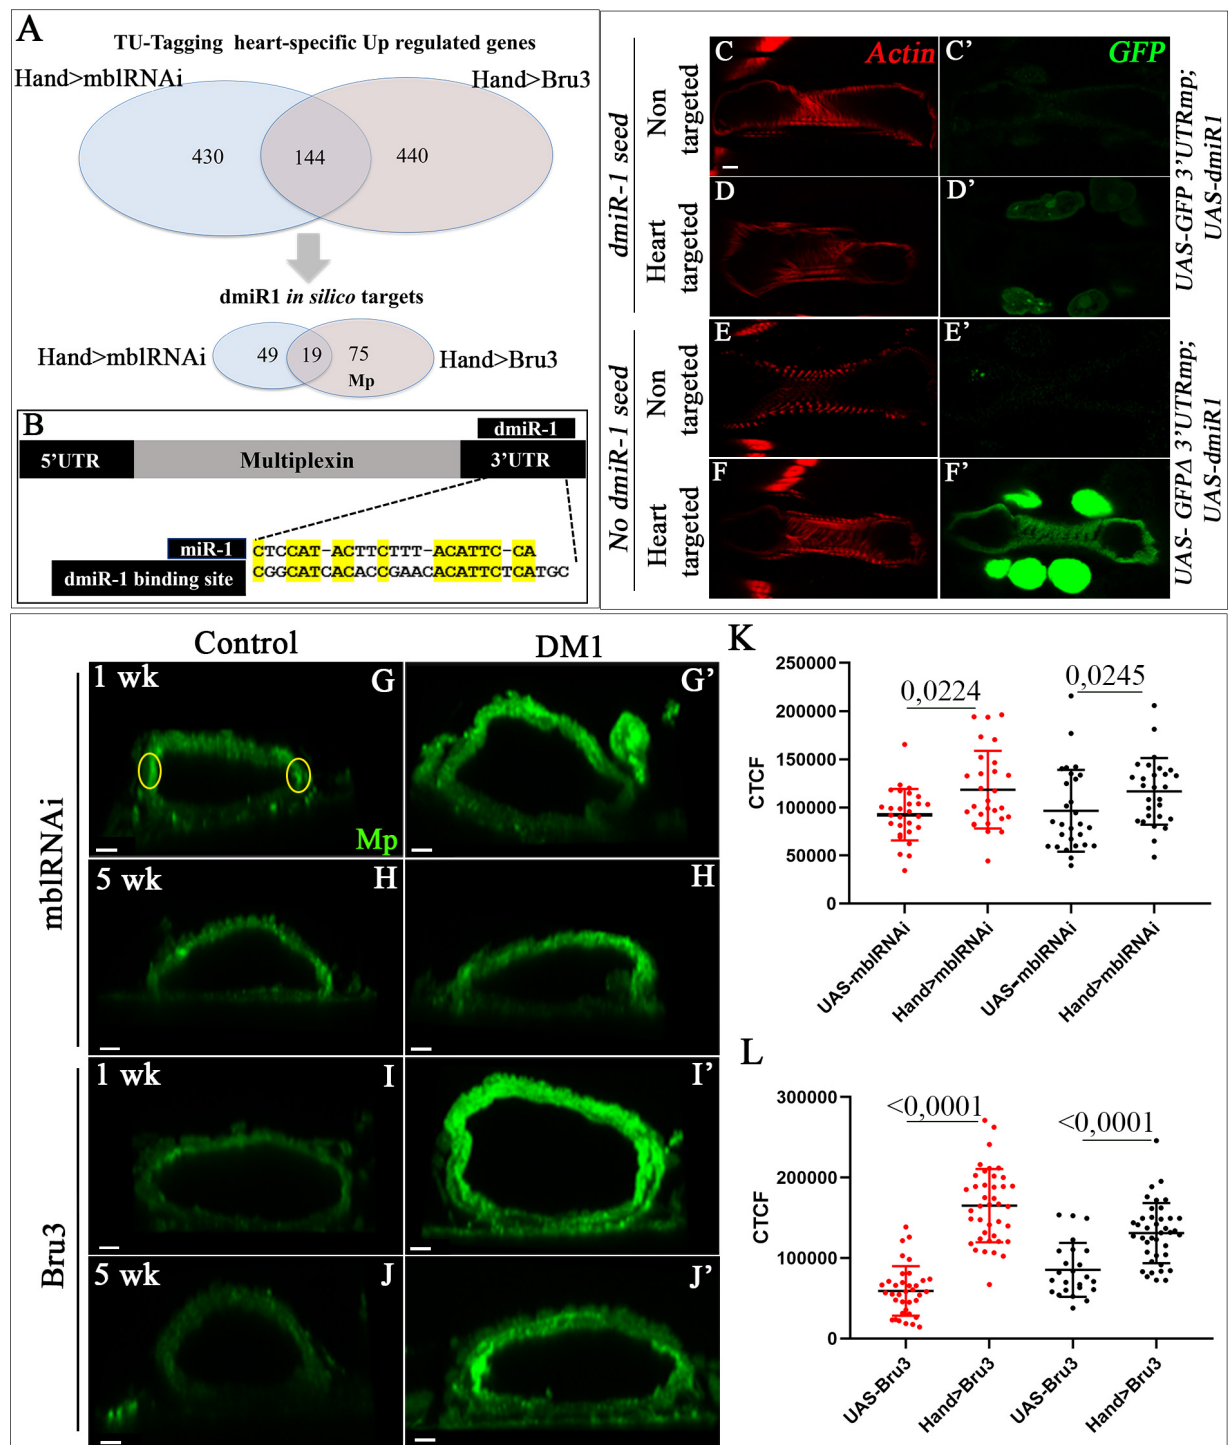 A
TU-Tagging heart-specific Up regulated genes
Hand>mblRNAi
Hand>Bru3
430
144
440
dmiR1 in silico targets
Hand>mblRNAi
49
19
75
Mp
Hand>Bru3
B
dmiR-1
5'UTR
Multiplexin
3'UTR
miR-1
CTCCAT-ACTTCTTT-ACATTC-CA
dmiR-1 binding site
CGGCATCACACCGAACACATTCTCATGC
dmiR-1 seed
No dmiR-1 seed
Non
targeted
Heart
targeted
Non
targeted
Heart
targeted
C
Actin
C’
GFP
D
D’
E
E’
F
F’
UAS-GFP 3’UTRmp;
UAS-dmiR1
UAS- GFPΔ 3’UTRmp;
UAS-dmiR1
Control
DM1
mblRNAi
Bru3
1 wk
G
Mp
G’
5 wk
H
H
1 wk
I
I’
5 wk
J
J’
K
CTCF
250000
200000
150000
100000
50000
0
0,0224
0,0245
UAS-mblRNAi
Hand>mblRNAi
UAS-mblRNAi
Hand>mblRNAi
L
CTCF
300000
200000
100000
0
<0,0001
<0,0001
UAS-Bru3
Hand>Bru3
UAS-Bru3
Hand>Bru3